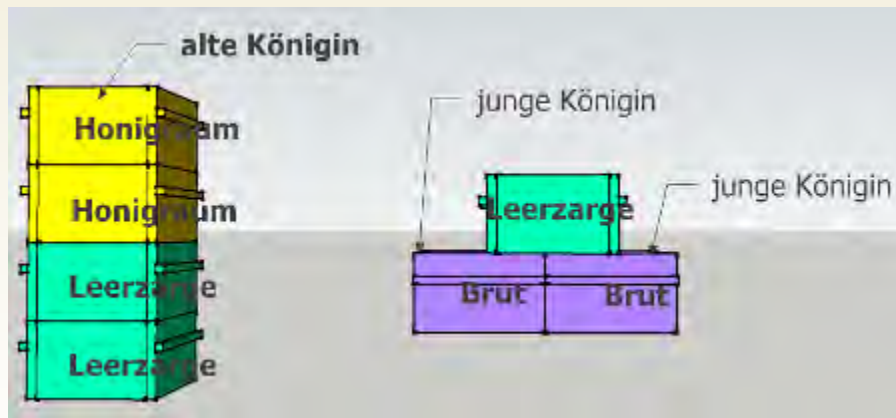 alte Königin
Honigraum
Honigraum
Leerzarge
Leerzarge
junge Königin
junge Königin
Leerzarge
Brut
Brut